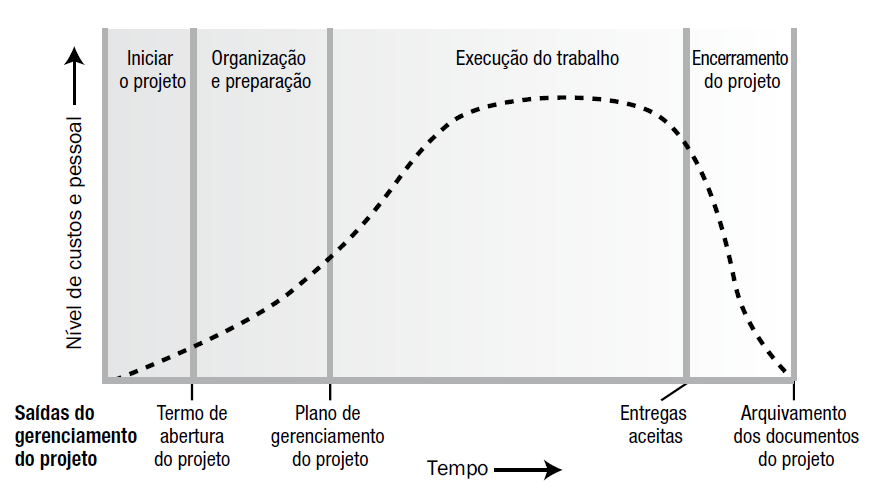 Iniciar
o projeto
Organização
e preparação
Execução do trabalho
Encerramento
do projeto
Nível de custos e pessoal
Saídas do
gerenciamento
do projeto
Termo de
abertura
do projeto
Plano de
gerenciamento
do projeto
Entregas
aceitas
Arquivamento
dos documentos
do projeto
Tempo